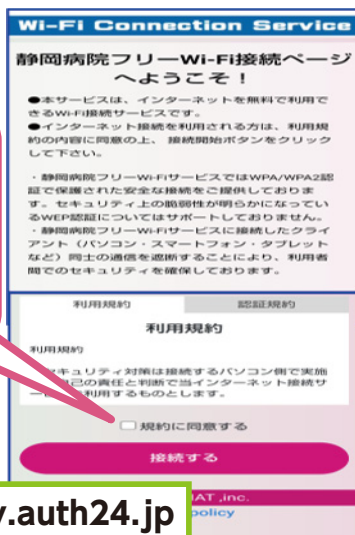 Wi-Fi Connection Service
静岡病院フリーWi-Fi接続ページ
へようこそ！
●本サービスは、インターネットを無料で利用で
きるWi-Fi接続サービスです。
●インターネット接続を利用される方は、利用規
約の内容に同意の上、 接続開始ボタンをクリック
して下さい。
・静岡病院フリーWi-FiサービスではWPA/WPA2認
証で保護された安全な接続をご提供しておりま
す。セキュリティ上の脆弱性が明らかになってい
るWEP認証についてはサポートしておりません。
・静岡病院フリーWi-Fiサービスに接続したクライ
アント（パソコン・スマートフォン・タブレット
など）同士の通信を遮断することにより、利用者
間でのセキュリティを確保しております。
利用規約 認証規約
利用規約
利用規約
セキュリティ対策は接続するパソコン側で実施
己の責任と判断で当インターネット接続サ
利用するものとします。
規約に同意する
接続する
AT ,inc.
policy
.auth24.jp